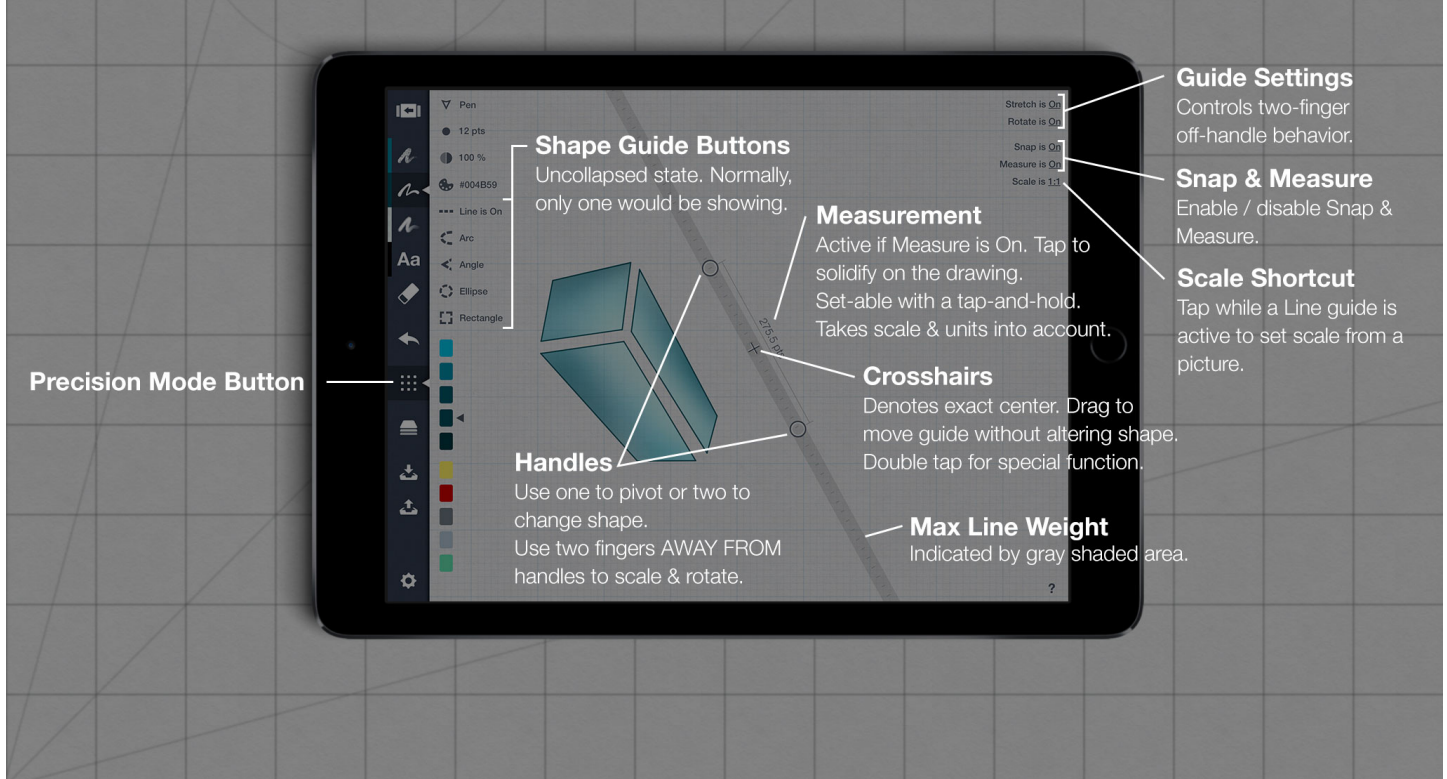 Pen
12 pts
100 %
#004B59
Line is On
Arc
Angle
Ellipse
Rectangle
Aa
Stretch is On
Rotate is On
Snap is On
Measure is On
Scale is 1:1
Guide Settings
Controls two-finger
off-handle behavior.
Snap & Measure
Enable / disable Snap &
Measure.
Scale Shortcut
Tap while a Line guide is
active to set scale from a
picture.
Shape Guide Buttons
Uncollapsed state. Normally,
only one would be showing.
Measurement
Active if Measure is On. Tap to
solidify on the drawing.
Set-able with a tap-and-hold.
Takes scale & units into account.
275.5
Crosshairs
Denotes exact center. Drag to
move guide without altering shape.
Double tap for special function.
Precision Mode Button
Handles
Use one to pivot or two to
change shape.
Use two fingers AWAY FROM
handles to scale & rotate.
Max Line Weight
Indicated by gray shaded area.
?